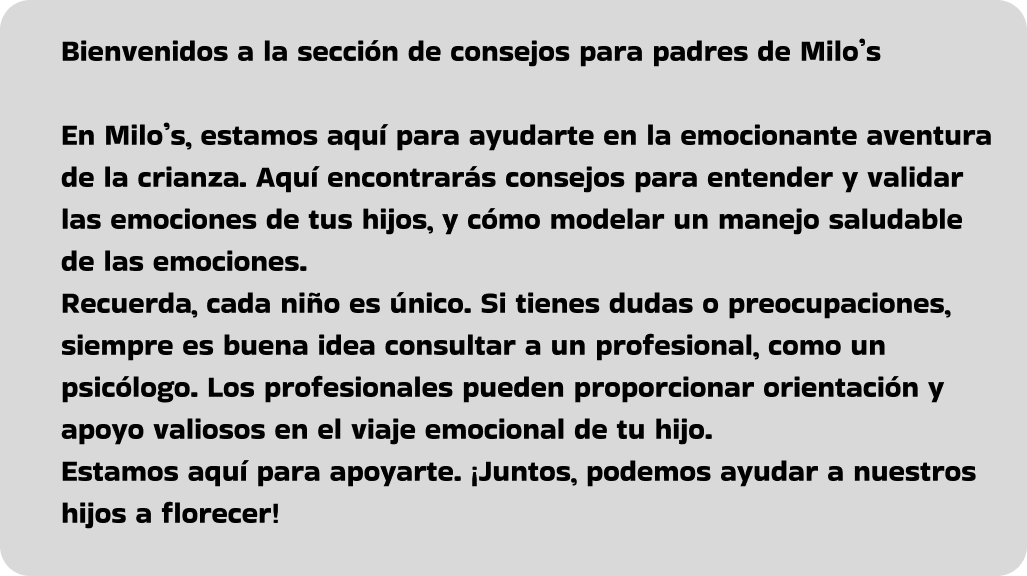 Bienvenidos a la sección de consejos para padres de Milo’s
En Milo’s, estamos aquí para ayudarte en la emocionante aventura
de la crianza. Aquí encontrarás consejos para entender y validar
las emociones de tus hijos, y cómo modelar un manejo saludable
de las emociones.
Recuerda, cada niño es único. Si tienes dudas o preocupaciones,
siempre es buena idea consultar a un profesional, como un
psicólogo. Los profesionales pueden proporcionar orientación y
apoyo valiosos en el viaje emocional de tu hijo.
Estamos aquí para apoyarte. ¡Juntos, podemos ayudar a nuestros
hijos a florecer!